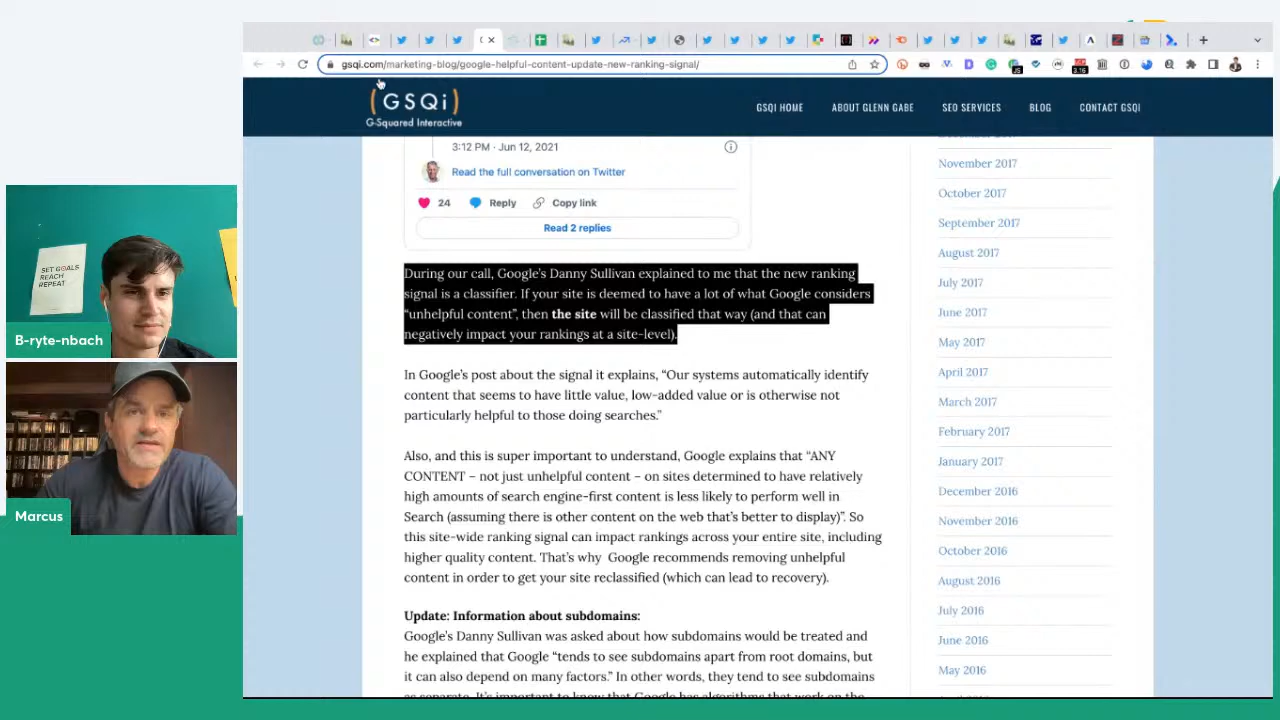 gsqi.com/marketing-blog/google-helpful-content-update-new-ranking-signal/
(GSQi)
G-Squared Interactive
GSQI HOME
ABOUT GLENN GABE
SEO SERVICES
BLOG
CONTACT GSQI
3:12 PM · Jun 12, 2021
Read the full conversation on Twitter
24
Reply
Copy link
Read 2 replies
During our call, Google's Danny Sullivan explained to me that the new ranking
signal is a classifier. If your site is deemed to have a lot of what Google considers
“unhelpful content”, then the site will be classified that way (and that can
negatively impact your rankings at a site-level).
In Google's post about the signal it explains, “Our systems automatically identify
content that seems to have little value, low-added value or is otherwise not
particularly helpful to those doing searches.”
Also, and this is super important to understand, Google explains that “ANY
CONTENT – not just unhelpful content – on sites determined to have relatively
high amounts of search engine-first content is less likely to perform well in
Search (assuming there is other content on the web that's better to display)”. So
this site-wide ranking signal can impact rankings across your entire site, including
higher quality content. That's why Google recommends removing unhelpful
content in order to get your site reclassified (which can lead to recovery).
Update: Information about subdomains:
Google's Danny Sullivan was asked about how subdomains would be treated and
he explained that Google “tends to see subdomains apart from root domains, but
it can also depend on many factors.” In other words, they tend to see subdomains
as separate. It's important to know that Google has algorithms that work on the
November 2017
October 2017
September 2017
August 2017
July 2017
June 2017
May 2017
April 2017
March 2017
February 2017
January 2017
December 2016
November 2016
October 2016
August 2016
July 2016
June 2016
May 2016
SET GOALS
REACH
REPEAT
B-ryte-nbach
Marcus